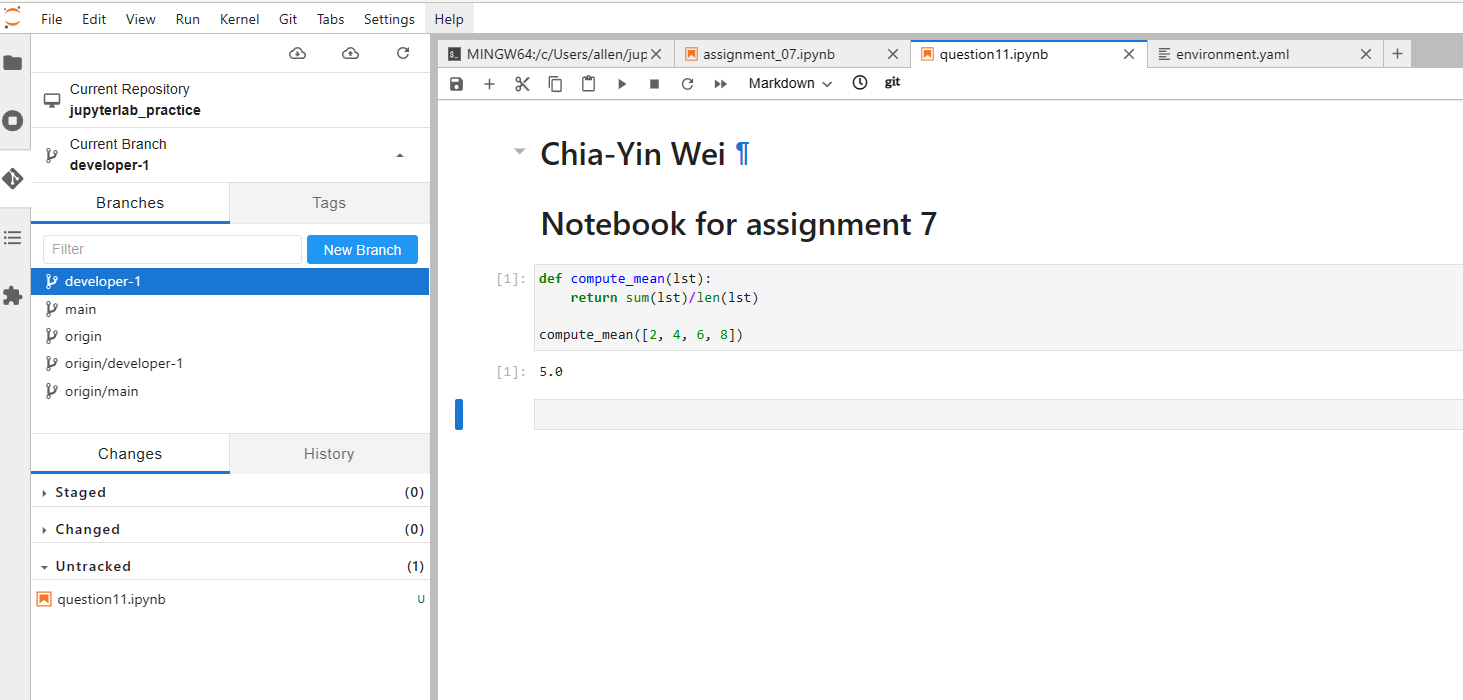 File Edit View Run Kernel Git Tabs Settings Help
Current Repository
jupyterlab_practice
Current Branch
developer-1
Branches Tags
Filter New Branch
developer-1
main
origin
origin/developer-1
origin/main
Changes History
Staged (0)
Changed (0)
Untracked (1)
question11.ipynb U
MINGW64:/c/Users/allen/jup assignment_07.ipynb question11.ipynb environment.yaml
Markdown git
Chia-Yin Wei ¶
Notebook for assignment 7
[1]: def compute_mean(lst):
return sum(lst)/len(lst)
compute_mean([2, 4, 6, 8])
[1]: 5.0